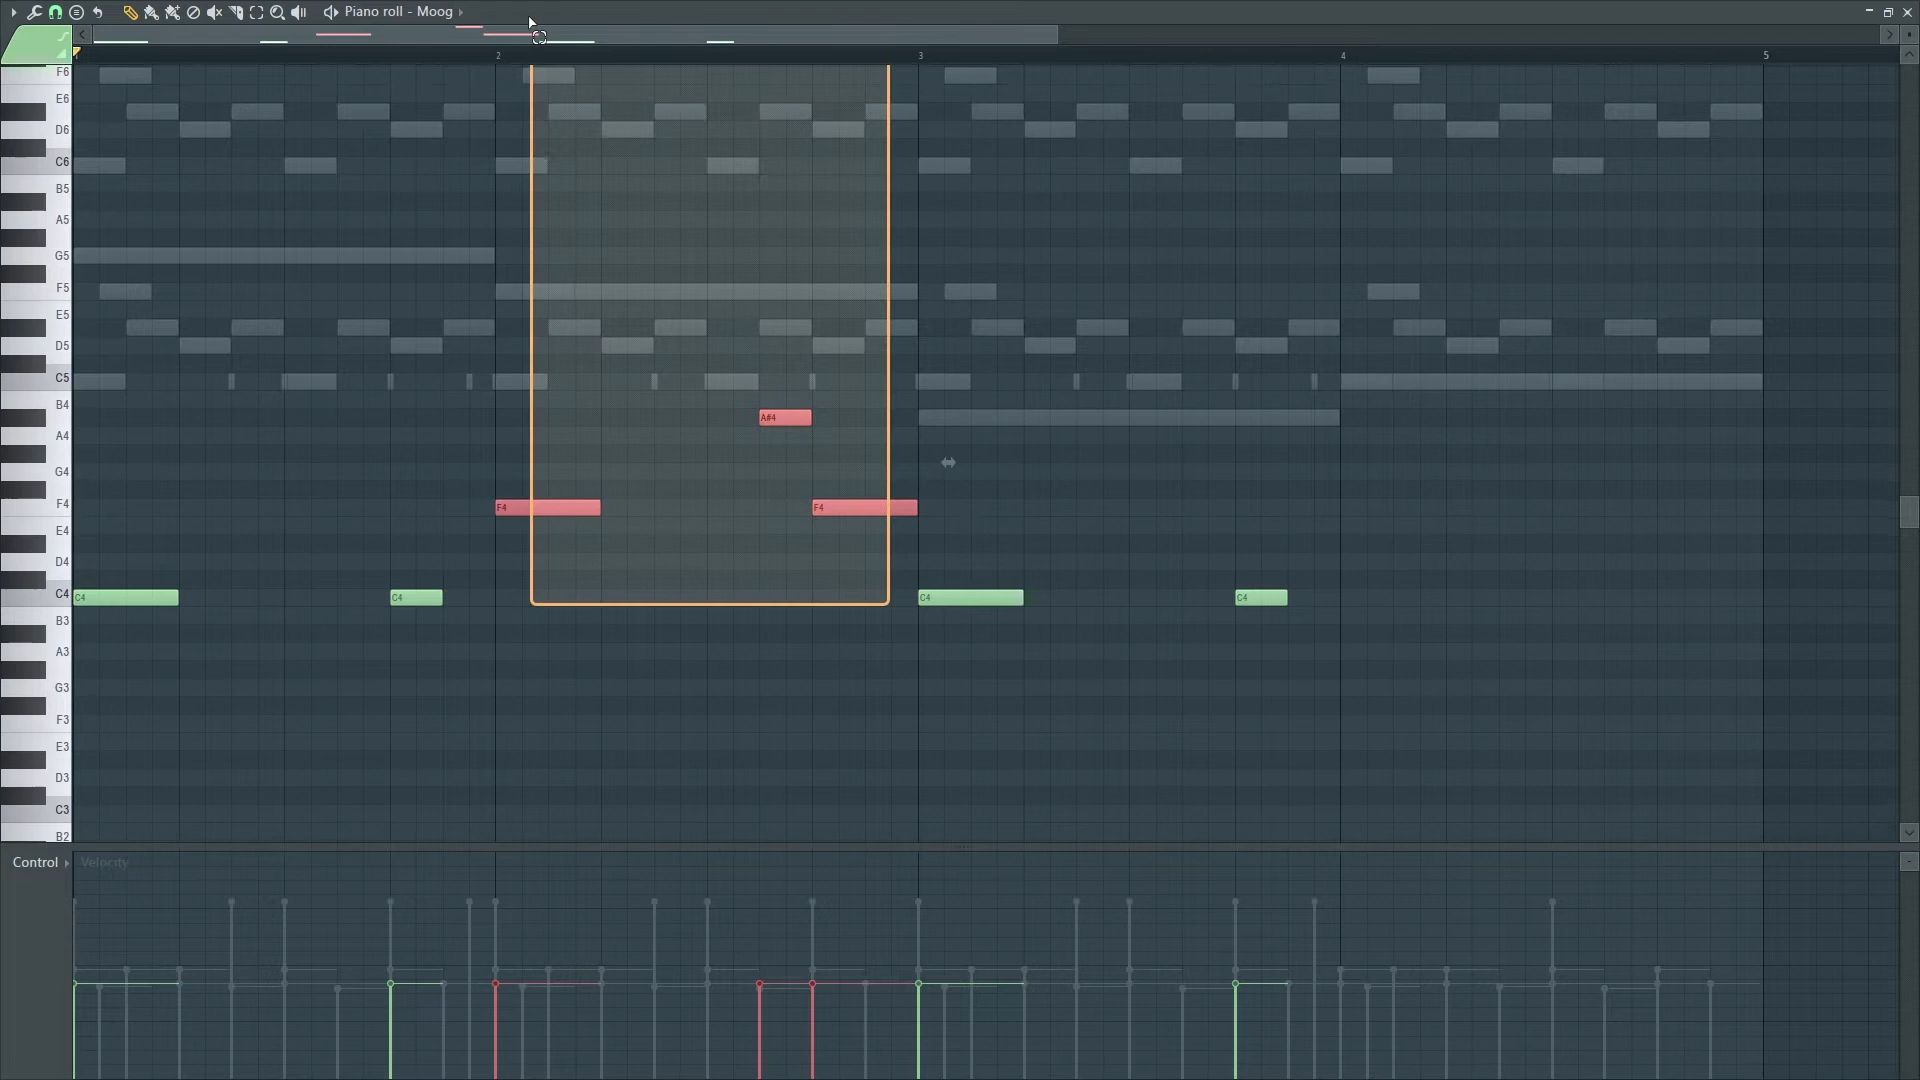 Piano roll - Moog
2 3 4 5
F6
E6
D6
C6
B5
A5
G5
F5
E5
D5
C5
B4
A#4
A4
G4
F4 F4 F4
E4
D4
C4 C4 C4 C4 C4
B3
A3
G3
F3
E3
D3
C3
B2
Control Velocity